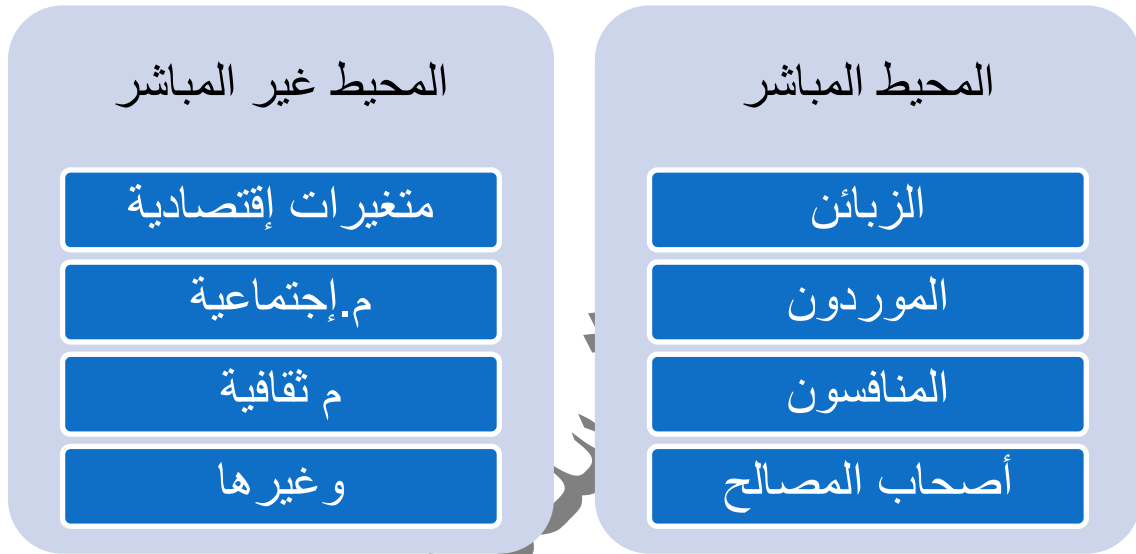 المحيط المباشر
الزبائن
الموردون
المنافسون
أصحاب المصالح
المحيط غير المباشر
متغيرات إقتصادية
م.إجتماعية
م ثقافية
وغيرها